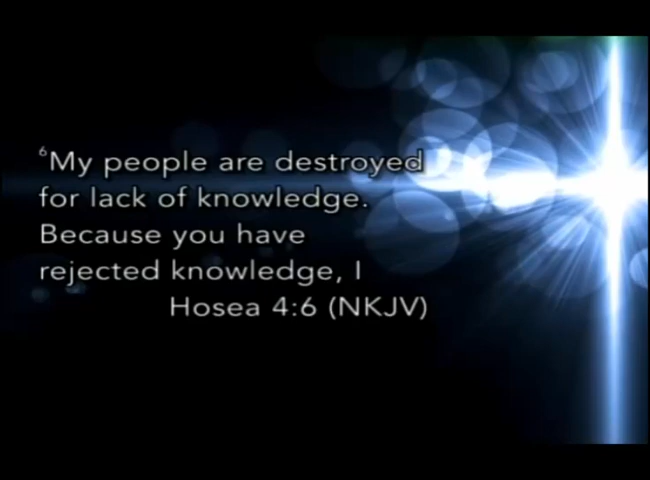 ⁶My people are destroyed
for lack of knowledge.
Because you have
rejected knowledge, I
Hosea 4:6 (NKJV)